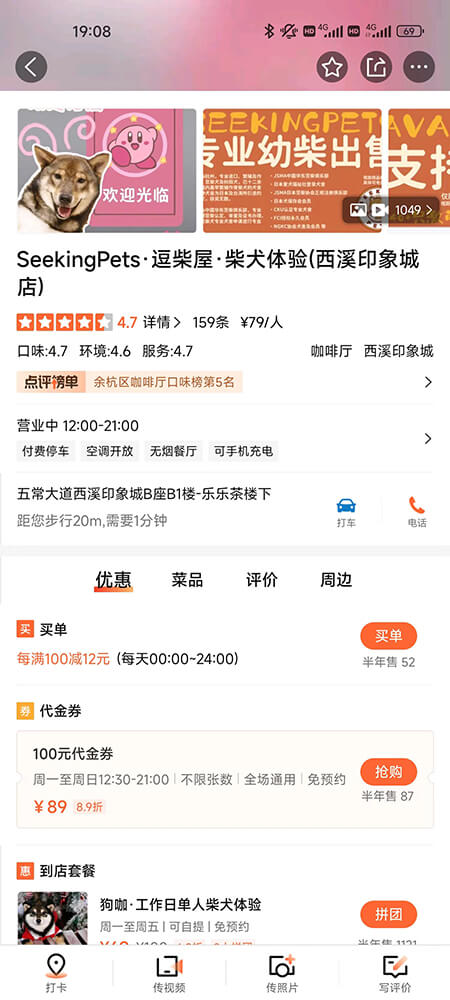 19:08
HD 4G HD 4G 69
欢迎光临
SEEKINGPET
专业幼柴出售
支持
1049
SeekingPets·逗柴屋·柴犬体验(西溪印象城
店)
4.7 详情 159条 ¥79/人
口味:4.7 环境:4.6 服务:4.7 咖啡厅 西溪印象城
点评榜单 余杭区咖啡厅口味榜第5名
营业中 12:00-21:00
付费停车 空调开放 无烟餐厅 可手机充电
五常大道西溪印象城B座B1楼-乐乐茶楼下
距您步行20m,需要1分钟
打车 电话
优惠 菜品 评价 周边
买 买单
买单
每满100减12元 (每天00:00~24:00)
半年售 52
券 代金券
100元代金券
周一至周日12:30-21:00 | 不限张数 | 全场通用 | 免预约
抢购
¥89 8.9折
半年售 87
惠 到店套餐
狗咖·工作日单人柴犬体验
周一至周五 | 可自提 | 免预约
拼团
打卡 传视频 传照片 写评价